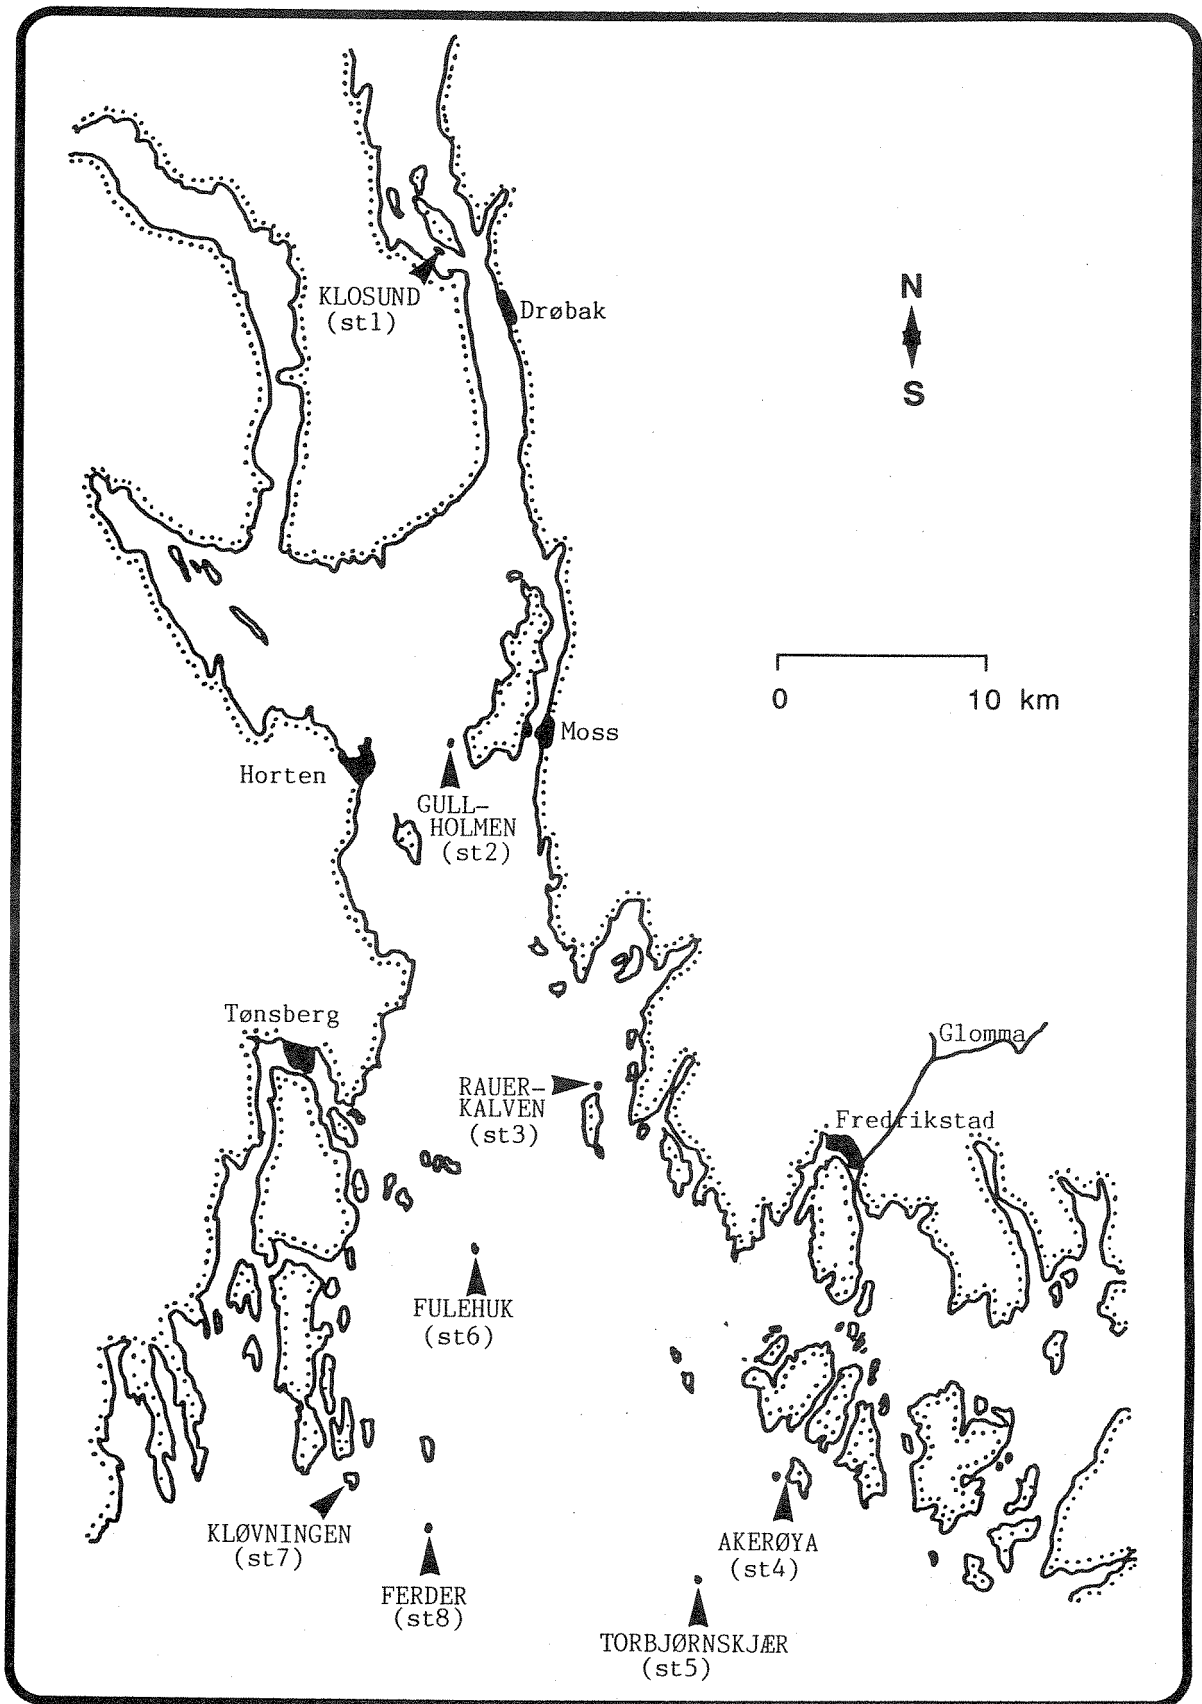 KLOSUND
(st1)
Drøbak
N
S
0 10 km
Moss
Horten
GULL-
HOLMEN
(st2)
Tønsberg
Glomma
RAUER-
KALVEN
(st3)
Fredrikstad
FULEHUK
(st6)
KLØVNINGEN
(st7)
AKERØYA
(st4)
FERDER
(st8)
TORBJØRNSKJÆR
(st5)